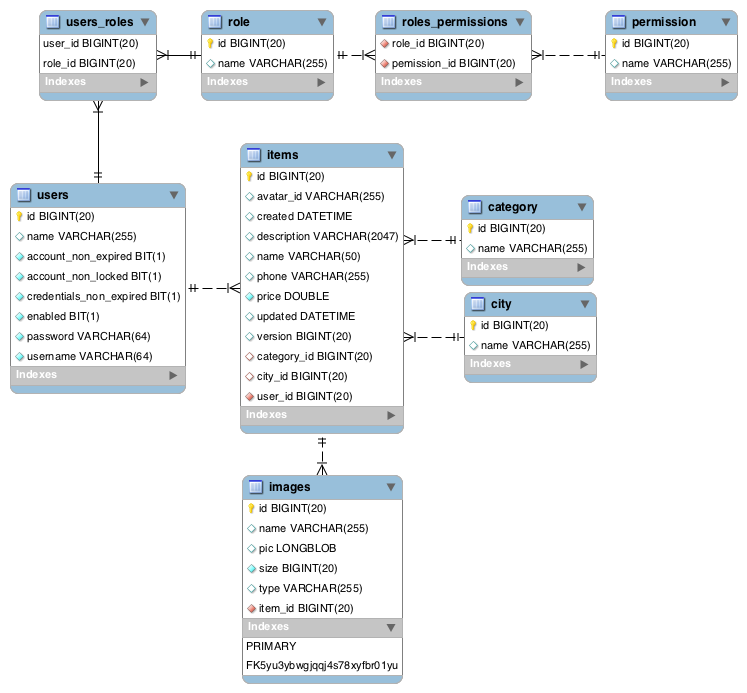 users_roles
user_id BIGINT(20)
role_id BIGINT(20)
Indexes
role
id BIGINT(20)
name VARCHAR(255)
Indexes
roles_permissions
role_id BIGINT(20)
pemission_id BIGINT(20)
Indexes
permission
id BIGINT(20)
name VARCHAR(255)
Indexes
users
id BIGINT(20)
name VARCHAR(255)
account_non_expired BIT(1)
account_non_locked BIT(1)
credentials_non_expired BIT(1)
enabled BIT(1)
password VARCHAR(64)
username VARCHAR(64)
Indexes
items
id BIGINT(20)
avatar_id VARCHAR(255)
created DATETIME
description VARCHAR(2047)
name VARCHAR(50)
phone VARCHAR(255)
price DOUBLE
updated DATETIME
version BIGINT(20)
category_id BIGINT(20)
city_id BIGINT(20)
user_id BIGINT(20)
Indexes
category
id BIGINT(20)
name VARCHAR(255)
Indexes
city
id BIGINT(20)
name VARCHAR(255)
Indexes
images
id BIGINT(20)
name VARCHAR(255)
pic LONGBLOB
size BIGINT(20)
type VARCHAR(255)
item_id BIGINT(20)
Indexes
PRIMARY
FK5yu3ybwgjqqj4s78xyfbr01yu